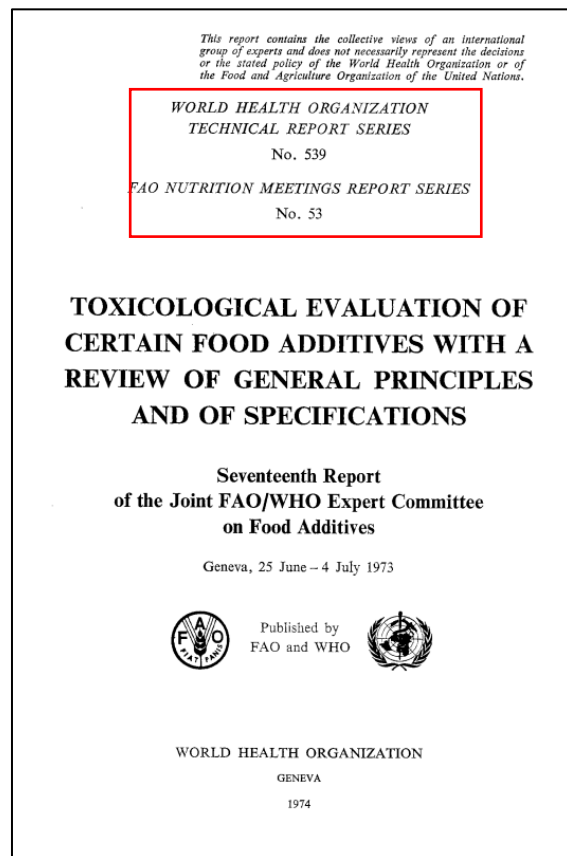 This report contains the collective views of an international
group of experts and does not necessarily represent the decisions
or the stated policy of the World Health Organization or of
the Food and Agriculture Organization of the United Nations.
WORLD HEALTH ORGANIZATION
TECHNICAL REPORT SERIES
No. 539
FAO NUTRITION MEETINGS REPORT SERIES
No. 53
TOXICOLOGICAL EVALUATION OF
CERTAIN FOOD ADDITIVES WITH A
REVIEW OF GENERAL PRINCIPLES
AND OF SPECIFICATIONS
Seventeenth Report
of the Joint FAO/WHO Expert Committee
on Food Additives
Geneva, 25 June – 4 July 1973
FAO
FIAT PANIS
Published by
FAO and WHO
WORLD HEALTH ORGANIZATION
GENEVA
1974